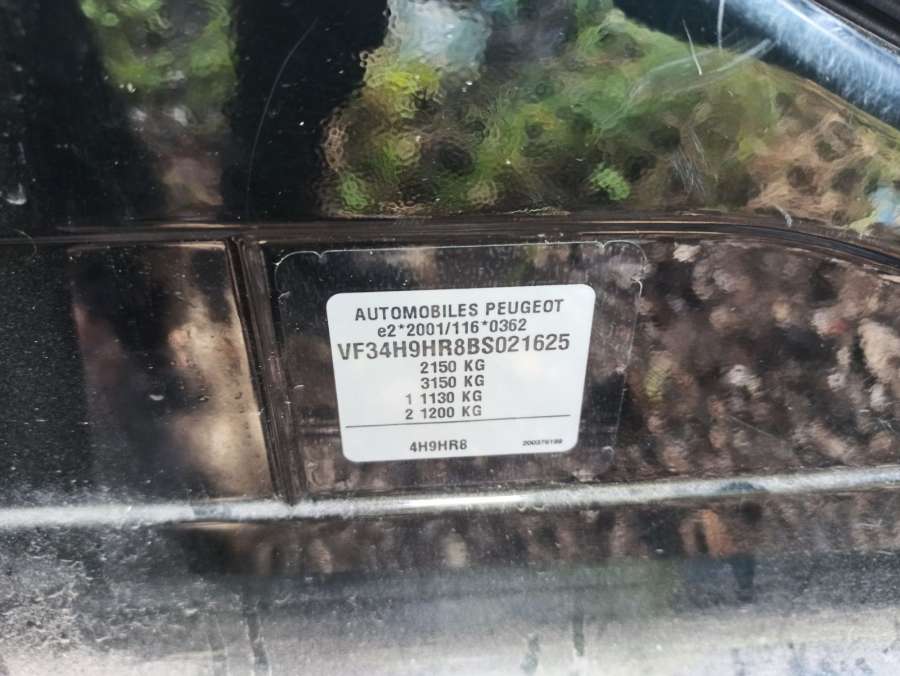 AUTOMOBILES PEUGEOT
e2*2001/116*0362
VF34H9HR8BS021625
2150 KG
3150 KG
1 1130 KG
2 1200 KG
4H9HR8